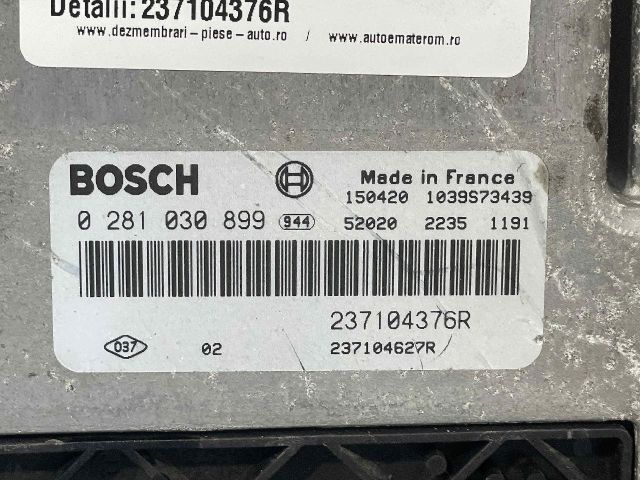 Detalii: 237104376R
www.dezmembrari-piese-auto.ro / www.autoematerom.ro
BOSCH Made in France
150420 1039S73439
0 281 030 899 944 52020 2235 1191
237104376R
037 02 237104627R